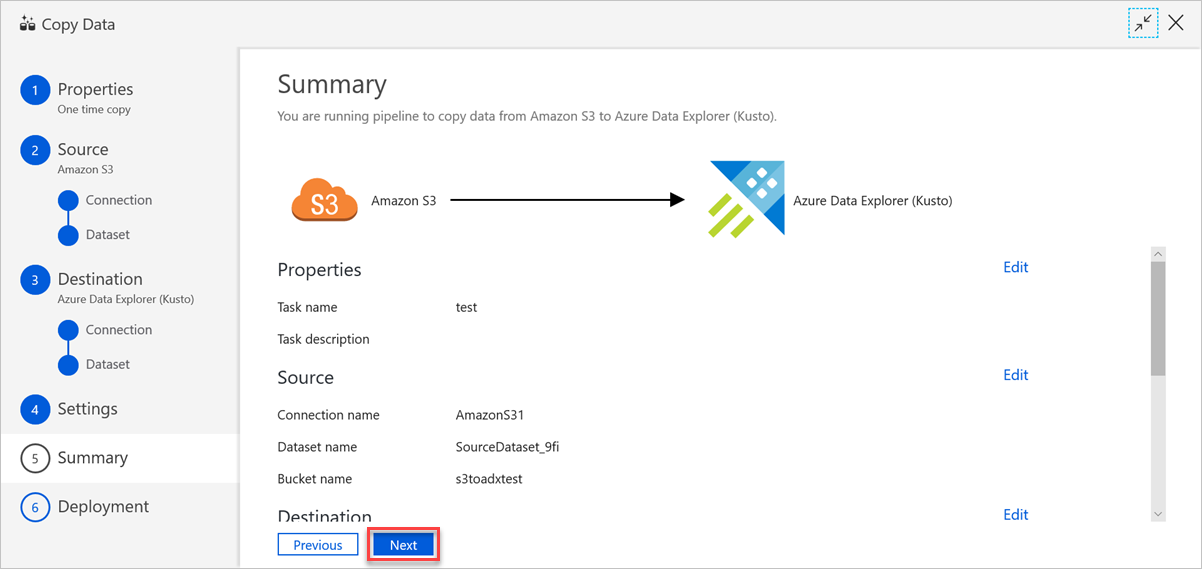 Copy Data
1 Properties
One time copy
2 Source
Amazon S3
Connection
Dataset
3 Destination
Azure Data Explorer (Kusto)
Connection
Dataset
4 Settings
5 Summary
6 Deployment
Summary
You are running pipeline to copy data from Amazon S3 to Azure Data Explorer (Kusto).
S3 Amazon S3 Azure Data Explorer (Kusto)
Properties Edit
Task name test
Task description
Source Edit
Connection name AmazonS31
Dataset name SourceDataset_9fi
Bucket name s3toadxtest
Destination Edit
Previous Next